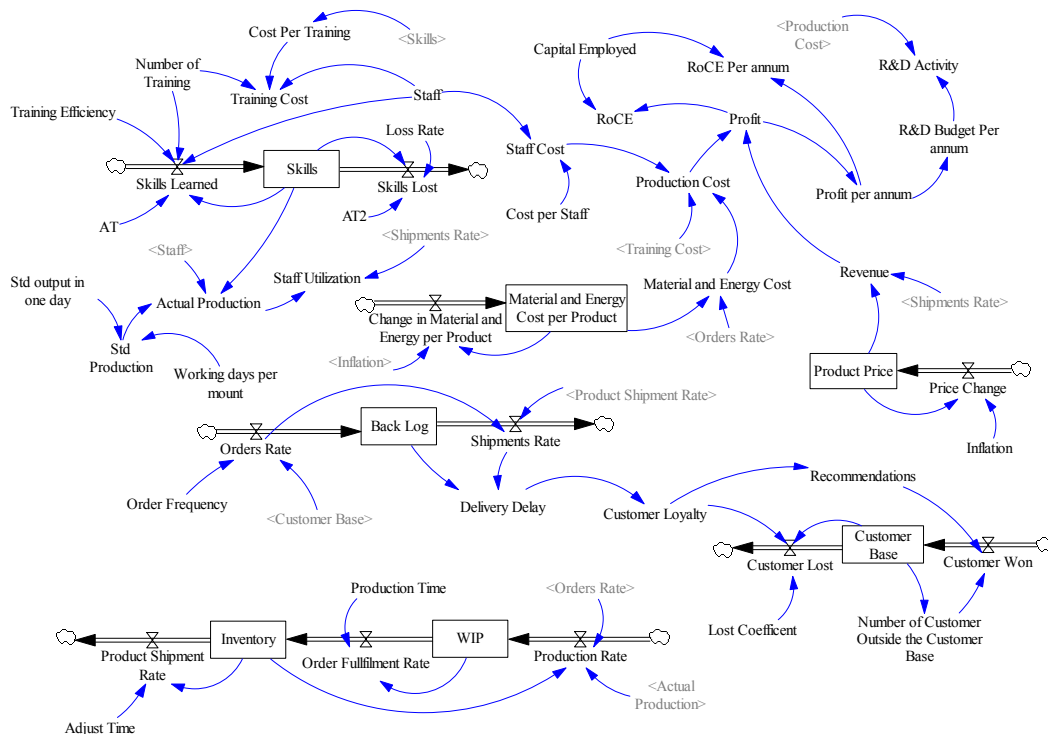 Cost Per Training
<Skills>
Number of
Training
Training Cost
Staff
Training Efficiency
Loss Rate
Skills
Skills Learned
Skills Lost
AT
AT2
<Staff>
<Shipments Rate>
Std output in
one day
Actual Production
Staff Utilization
Std
Production
Working days per
mount
Capital Employed
RoCE Per annum
RoCE
Profit
<Production
Cost>
R&D Activity
R&D Budget Per
annum
Profit per annum
Staff Cost
Production Cost
Cost per Staff
<Training Cost>
Material and Energy Cost
Revenue
<Shipments Rate>
Material and Energy
Cost per Product
Change in Material and
Energy per Product
<Inflation>
<Orders Rate>
Product Price
Price Change
Inflation
<Product Shipment Rate>
Back Log
Orders Rate
Shipments Rate
Order Frequency
<Customer Base>
Delivery Delay
Customer Loyalty
Recommendations
Customer
Base
Customer Lost
Customer Won
Lost Coefficent
Number of Customer
Outside the Customer
Base
Production Time
<Orders Rate>
Inventory
WIP
Product Shipment
Rate
Order Fullfilment Rate
Production Rate
<Actual
Production>
Adjust Time